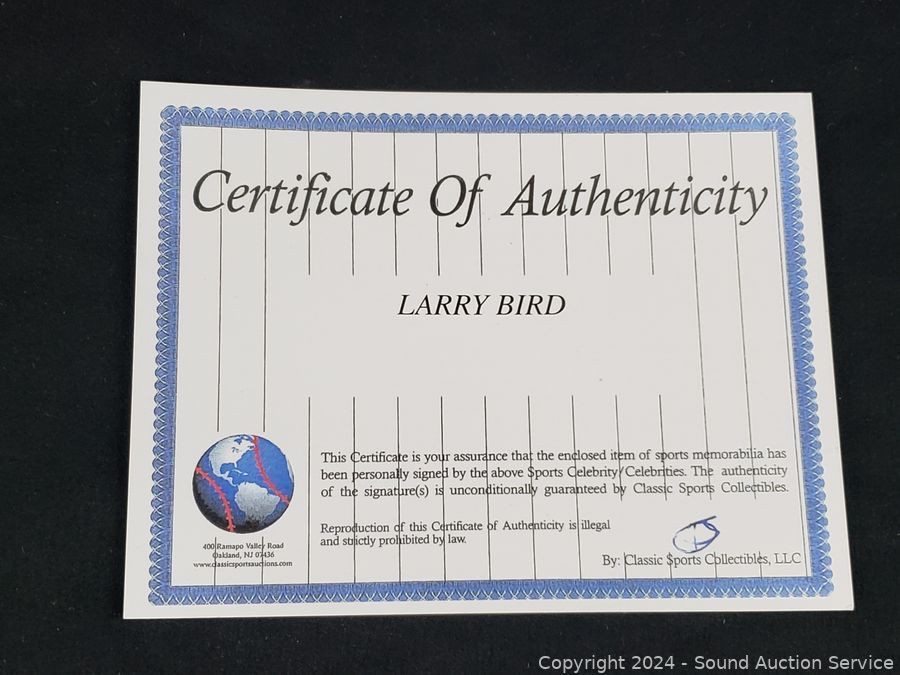 Certificate Of Authenticity
LARRY BIRD
This Certificate is your assurance that the enclosed item of sports memorabilia has
been personally signed by the above Sports Celebrity/Celebrities. The authenticity
of the signature(s) is unconditionally guaranteed by Classic Sports Collectibles.
Reproduction of this Certificate of Authenticity is illegal
and strictly prohibited by law.
400 Ramapo Valley Road
Oakland, NJ 07436
www.classicsportsauctions.com
By: Classic Sports Collectibles, LLC
Copyright 2024 - Sound Auction Service